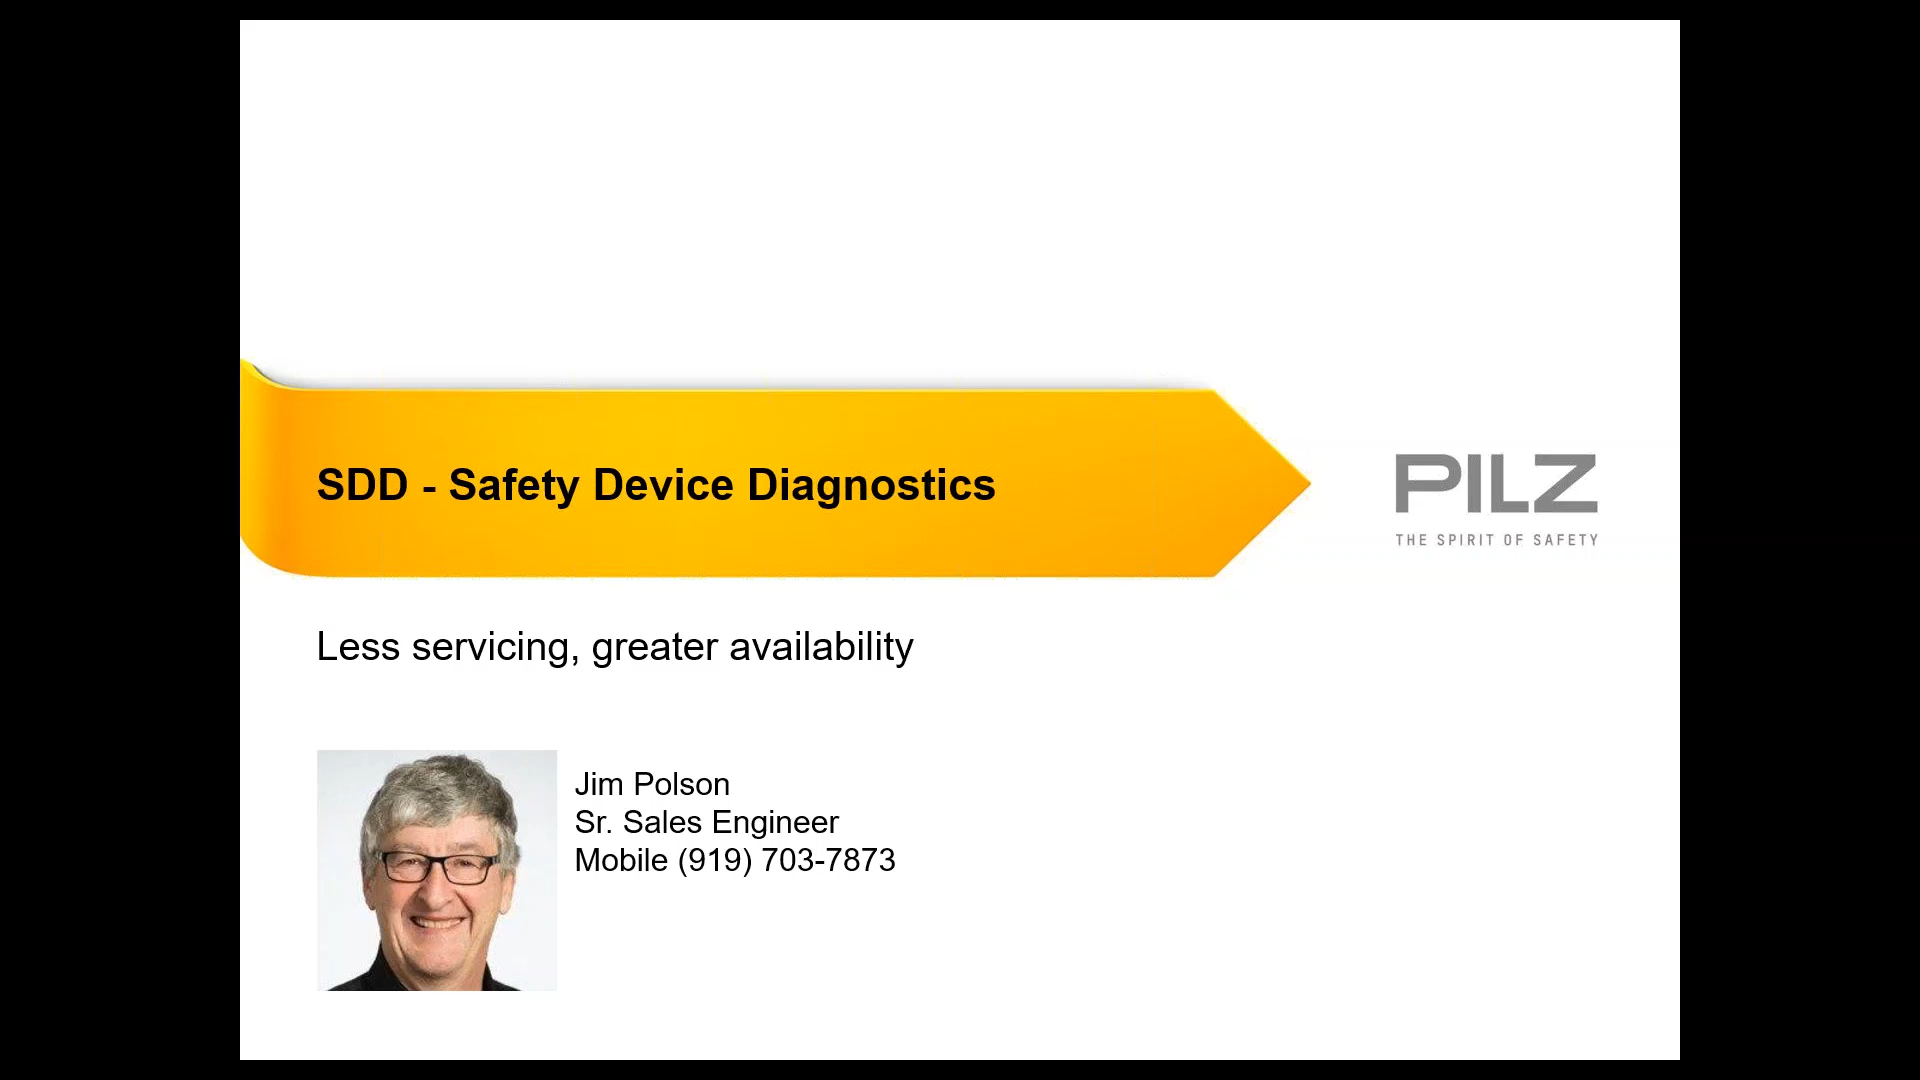 SDD - Safety Device Diagnostics
PILZ
THE SPIRIT OF SAFETY
Less servicing, greater availability
Jim Polson
Sr. Sales Engineer
Mobile (919) 703-7873